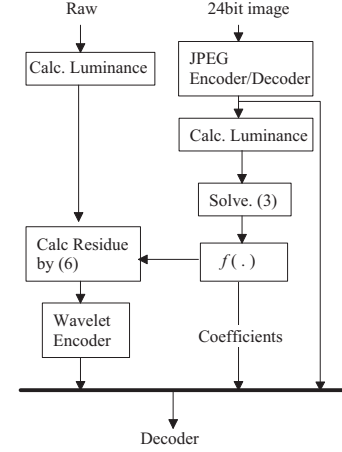 Raw
24bit image
Calc. Luminance
JPEG
Encoder/Decoder
Calc. Luminance
Solve. (3)
Calc Residue
by (6)
f ( . )
Wavelet
Encoder
Coefficients
Decoder